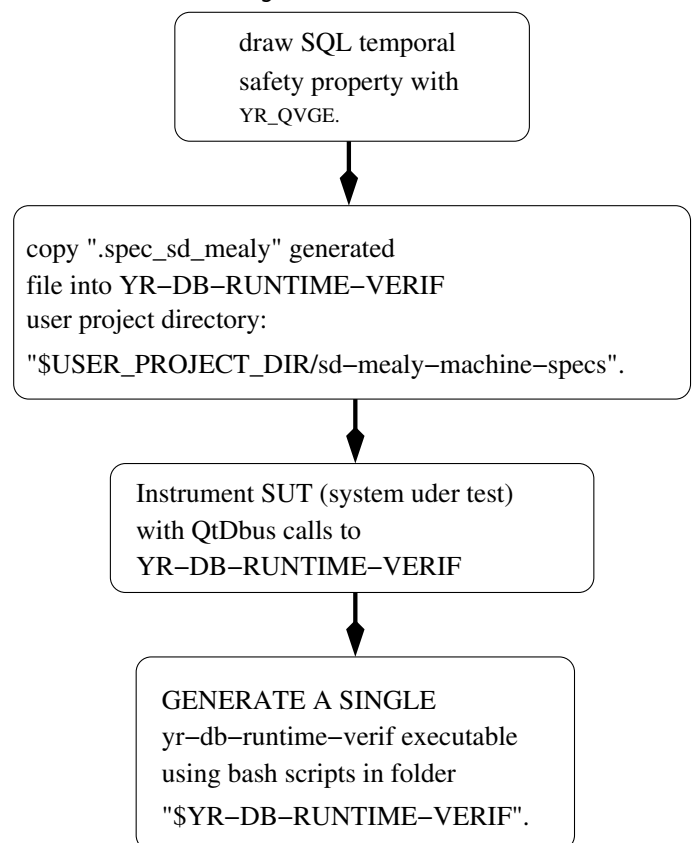 draw SQL temporal
safety property with
YR_QVGE.
copy ".spec_sd_mealy" generated
file into YR−DB−RUNTIME−VERIF
user project directory:
"$USER_PROJECT_DIR/sd−mealy−machine−specs".
Instrument SUT (system uder test)
with QtDbus calls to
YR−DB−RUNTIME−VERIF
GENERATE A SINGLE
yr−db−runtime−verif executable
using bash scripts in folder
"$YR−DB−RUNTIME−VERIF".